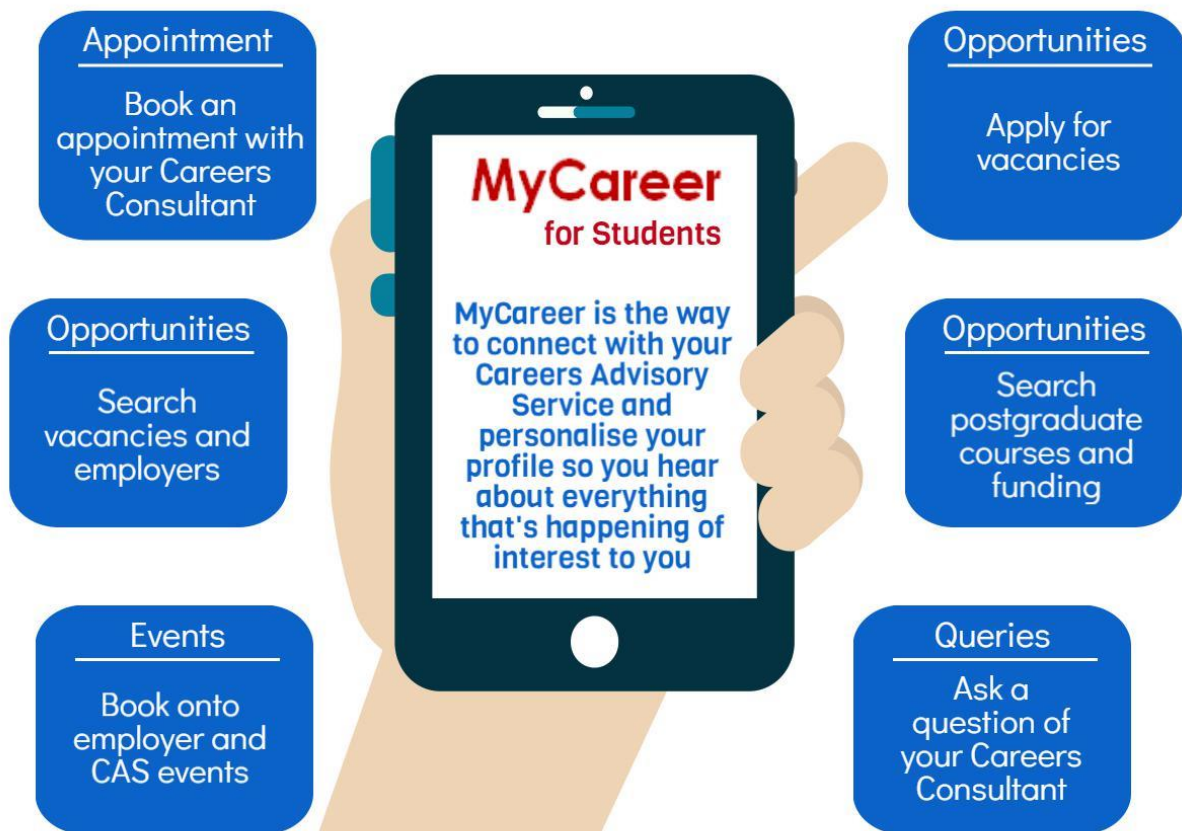 Appointment
Book an
appointment with
your Careers
Consultant
Opportunities
Search
vacancies and
employers
Events
Book onto
employer and
CAS events
MyCareer
for Students
MyCareer is the way
to connect with your
Careers Advisory
Service and
personalise your
profile so you hear
about everything
that's happening of
interest to you
Opportunities
Apply for
vacancies
Opportunities
Search
postgraduate
courses and
funding
Queries
Ask a
question of
your Careers
Consultant